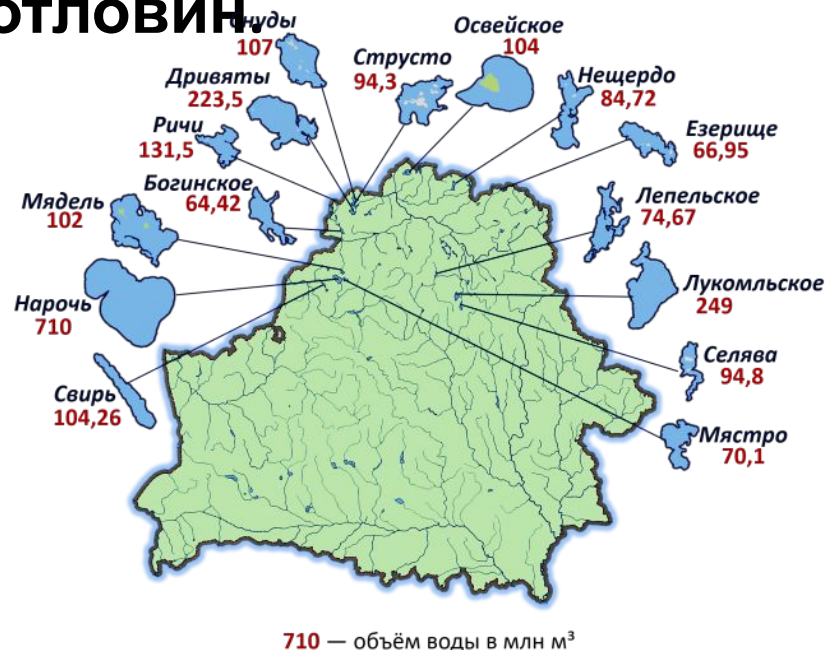 отловин.
нуды
107
Струсто
94,3
Освейское
104
Дривяты
223,5
Нещердо
84,72
Ричи
131,5
Езерище
66,95
Богинское
64,42
Мядель
102
Лепельское
74,67
Нарочь
710
Лукомльское
249
Свирь
104,26
Селява
94,8
Мястро
70,1
710 — объём воды в млн м³